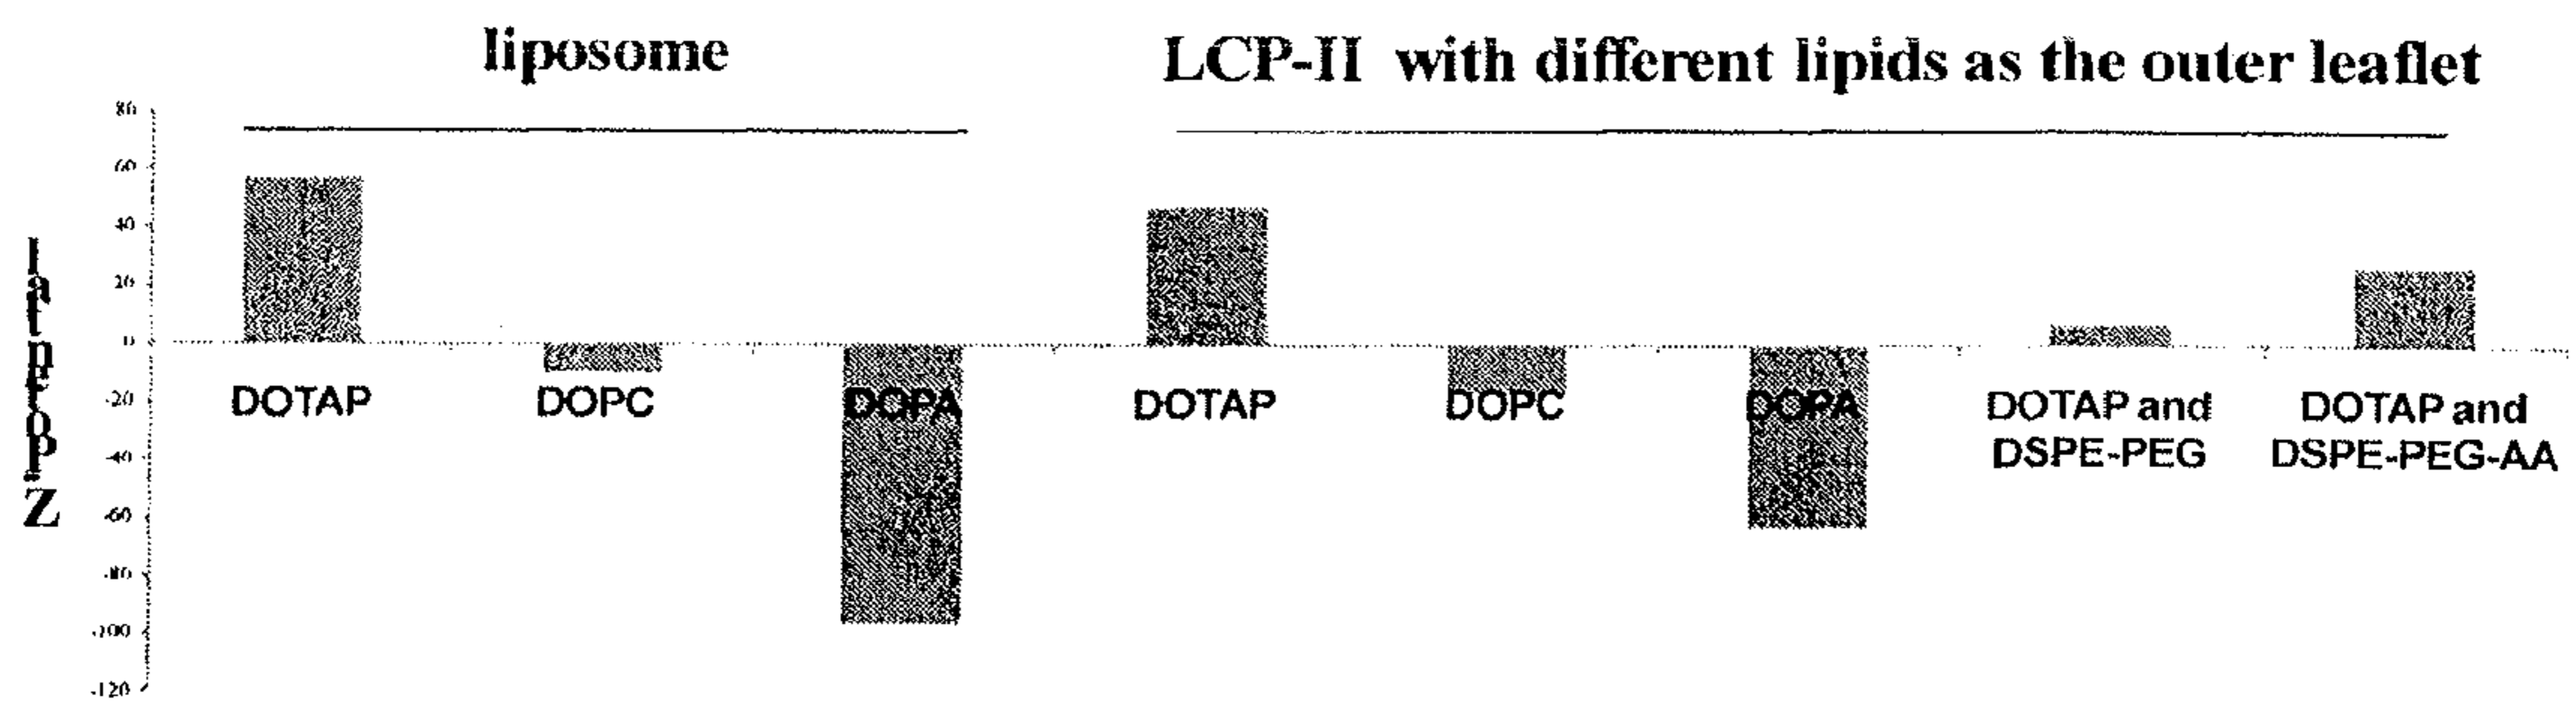 liposome
LCP-II with different lipids as the outer leaflet
80
60
40
20
0
-20
-40
-60
-80
-100
-120
Z-potential
DOTAP
DOPC
DOPA
DOTAP
DOPC
DOPA
DOTAP and
DSPE-PEG
DOTAP and
DSPE-PEG-AA